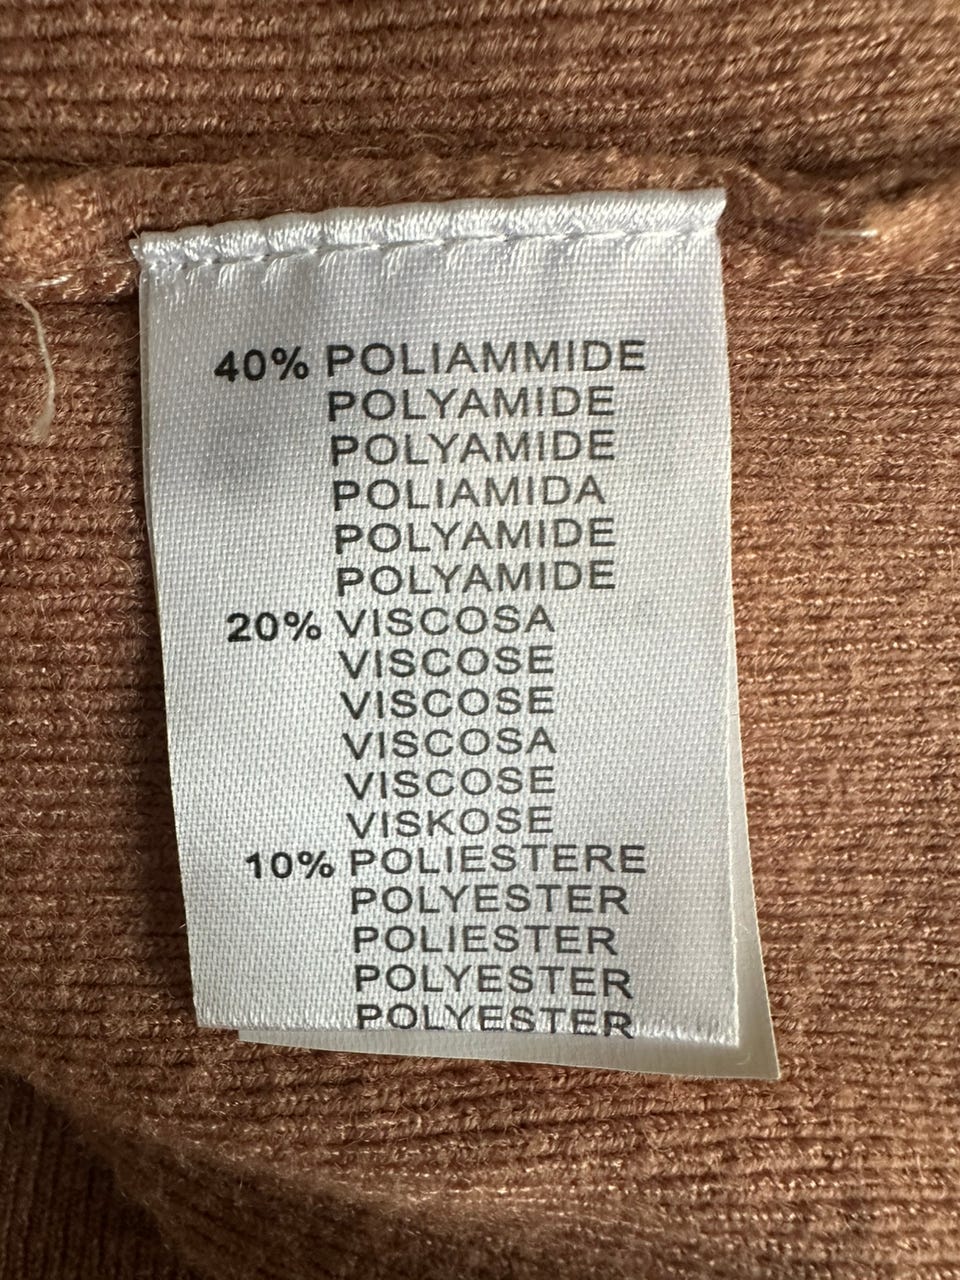 40% POLIAMMIDE
POLYAMIDE
POLYAMIDE
POLIAMIDA
POLYAMIDE
POLYAMIDE
20% VISCOSA
VISCOSE
VISCOSE
VISCOSA
VISCOSE
VISKOSE
10% POLIESTERE
POLYESTER
POLIESTER
POLYESTER
POLYESTER